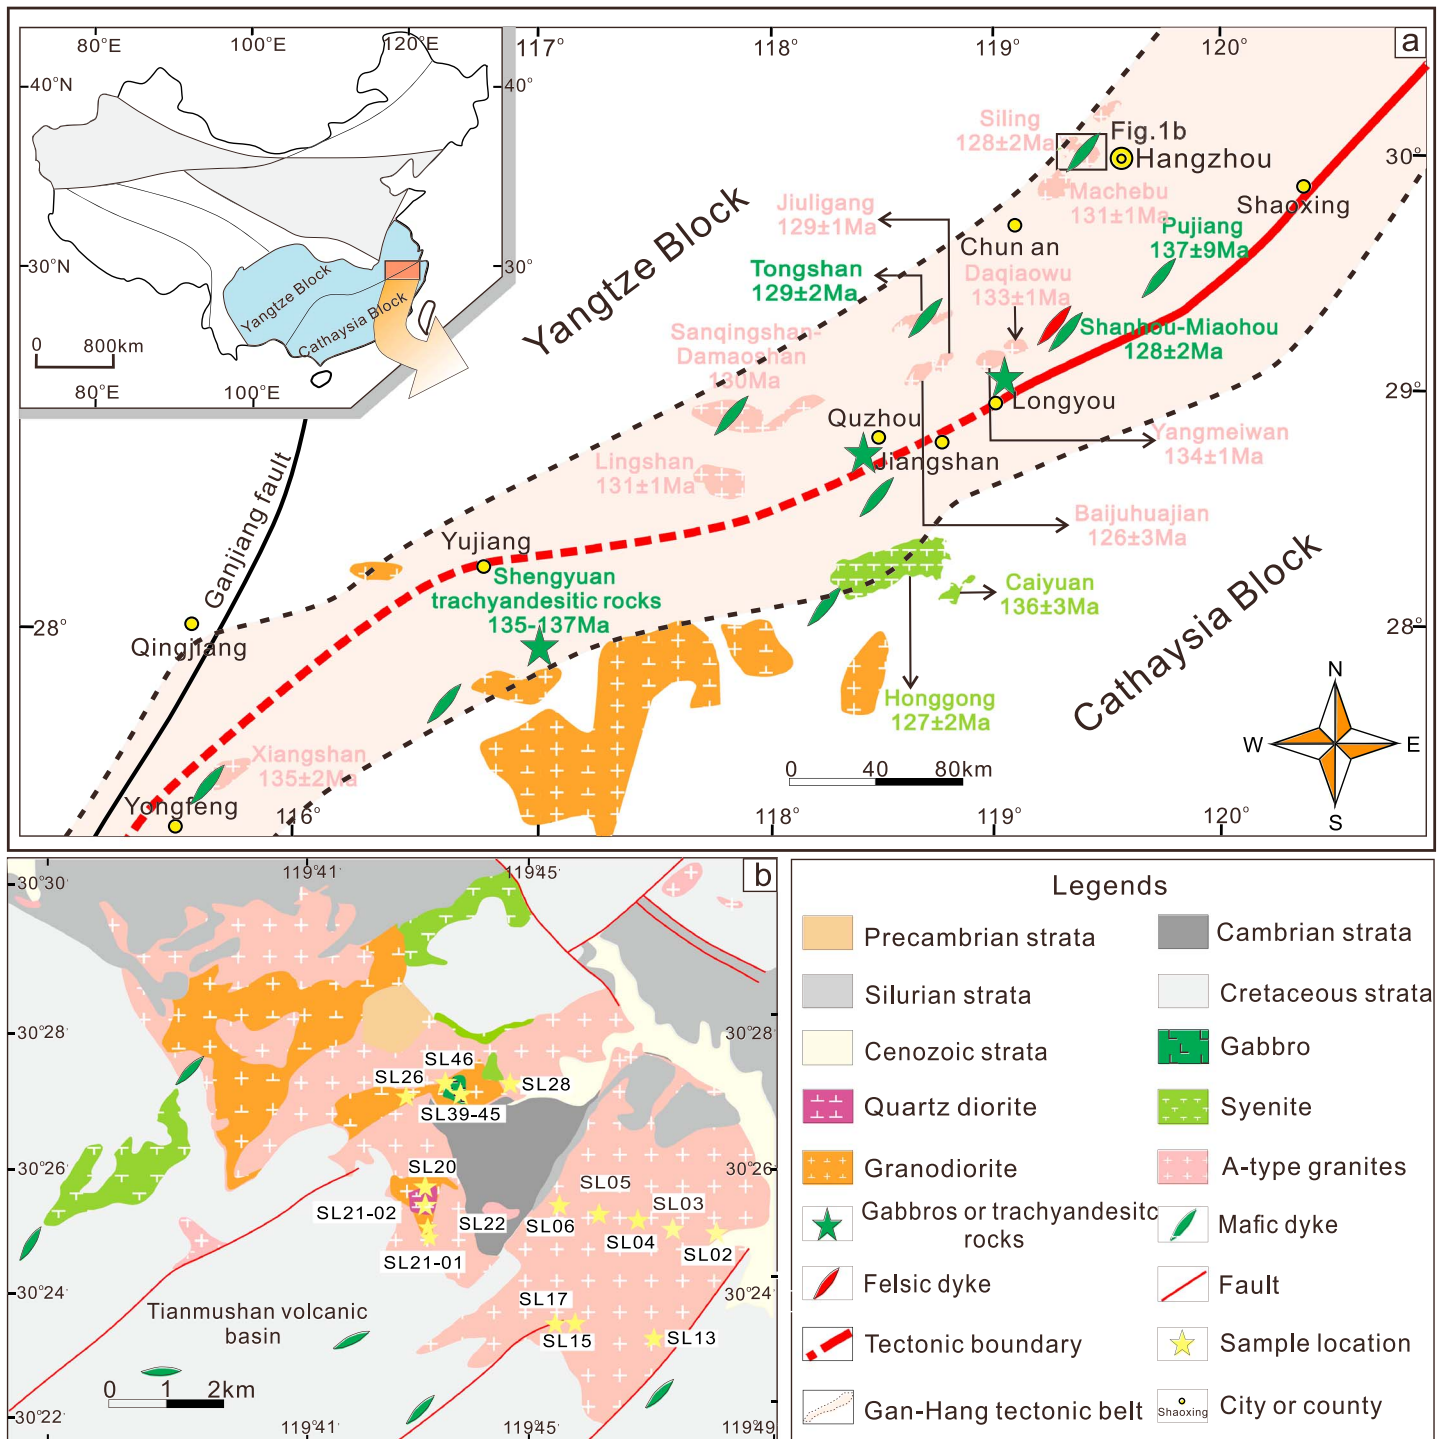 a
80°E
100°E
120°E
40°N
40°
30°N
30°
Yangtze Block
Cathaysia Block
0
800km
80°E
100°E
117°
118°
119°
120°
30°
29°
28°
28°
116°
118°
119°
120°
Siling
128±2Ma
Fig.1b
Hangzhou
Machebu
131±1Ma
Shaoxing
Jiuligang
129±1Ma
Chun an
Pujiang
137±9Ma
Yangtze Block
Tongshan
129±2Ma
Daqiaowu
133±1Ma
Sanqingshan-
Damaoshan
130Ma
Shanhou-Miaohou
128±2Ma
Longyou
Quzhou
Jiangshan
Yangmeiwan
134±1Ma
Lingshan
131±1Ma
Baijuhuajian
126±3Ma
Ganjiang fault
Yujiang
Shengyuan
trachyandesitic rocks
135-137Ma
Caiyuan
136±3Ma
Cathaysia Block
Qingjiang
Honggong
127±2Ma
Xiangshan
135±2Ma
Yongfeng
0
40
80km
N
W
E
S
b
30°30'
119°41'
119°45'
30°28'
30°28'
SL46
SL26
SL28
SL39-45
30°26'
30°26'
SL20
SL05
SL21-02
SL03
SL22
SL06
SL04
SL02
SL21-01
30°24'
30°24'
SL17
Tianmushan volcanic
basin
SL15
SL13
0
1
2km
30°22'
119°41'
119°45'
119°49'
Legends
Precambrian strata
Cambrian strata
Silurian strata
Cretaceous strata
Cenozoic strata
Gabbro
Quartz diorite
Syenite
Granodiorite
A-type granites
Gabbros or trachyandesitc
rocks
Mafic dyke
Felsic dyke
Fault
Tectonic boundary
Sample location
Gan-Hang tectonic belt
Shaoxing
City or county